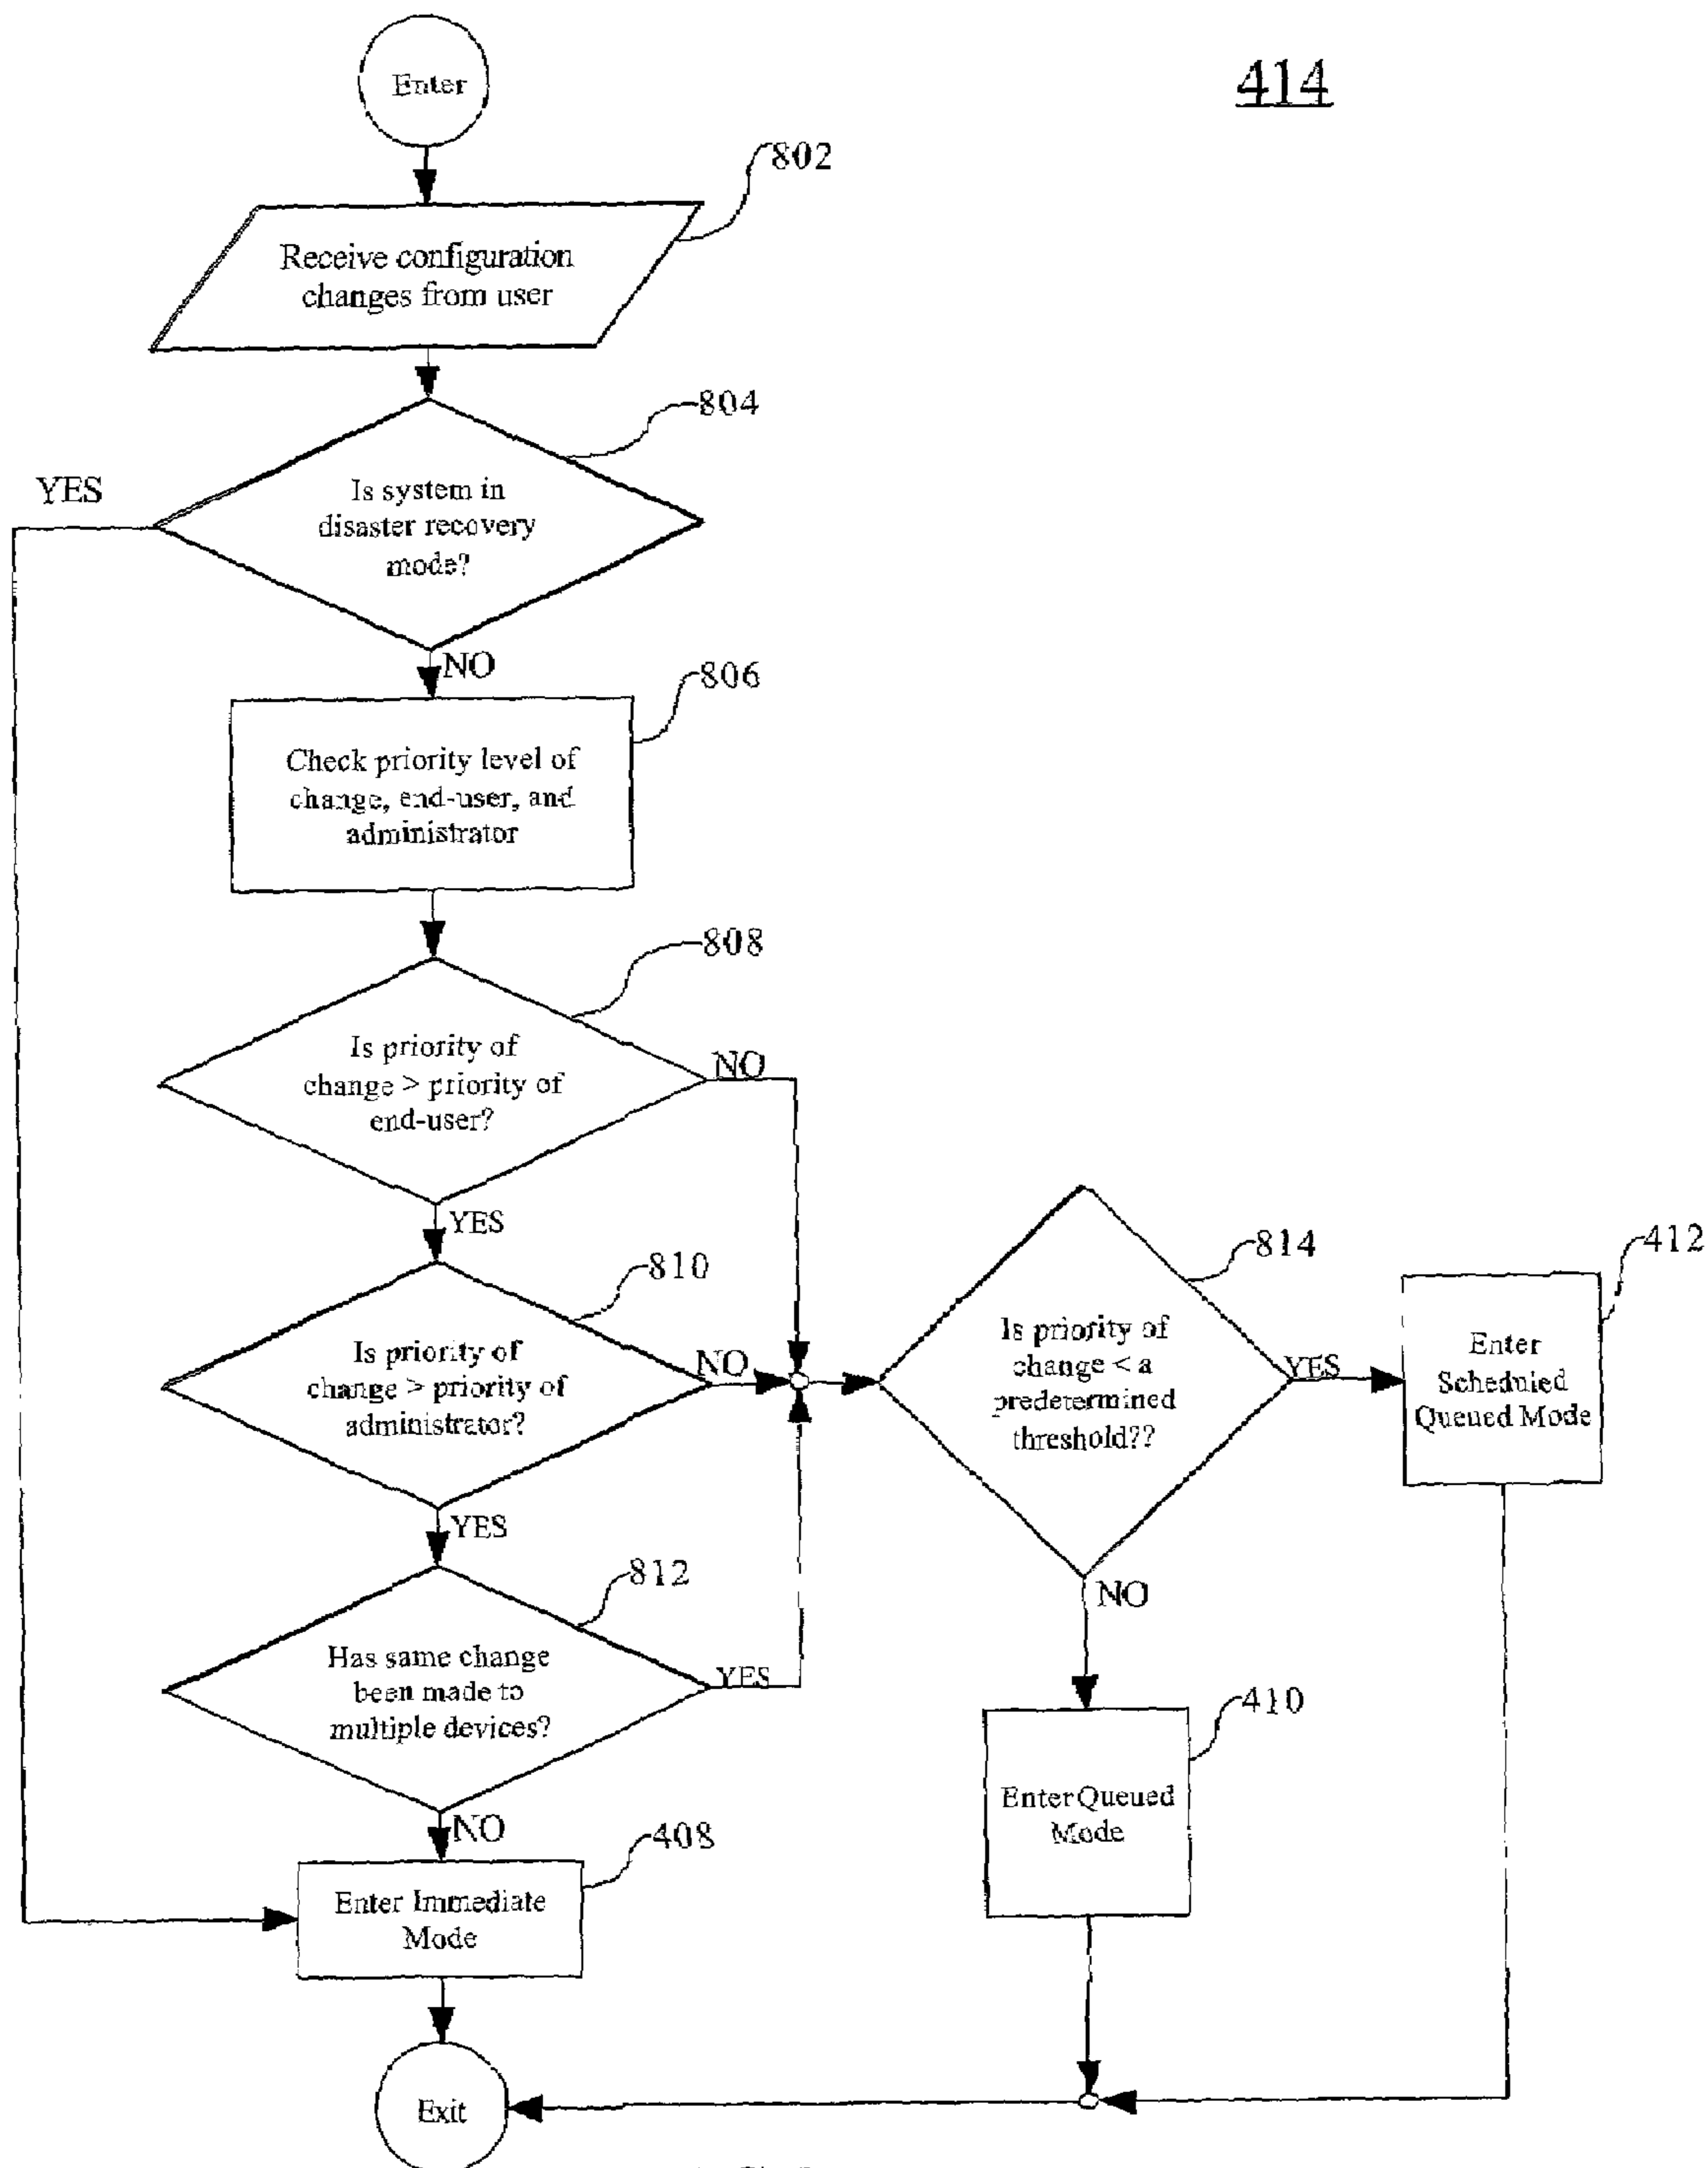 414
Enter
802
Receive configuration
changes from user
804
YES
Is system in
disaster recovery
mode?
NO
806
Check priority level of
change, end-user, and
administrator
808
Is priority of
change > priority of
end-user?
NO
YES
810
Is priority of
change > priority of
administrator?
NO
YES
812
Has same change
been made to
multiple devices?
YES
NO
408
Enter Immediate
Mode
814
Is priority of
change < a
predetermined
threshold??
YES
412
Enter
Scheduled
Queued Mode
NO
410
Enter Queued
Mode
Exit